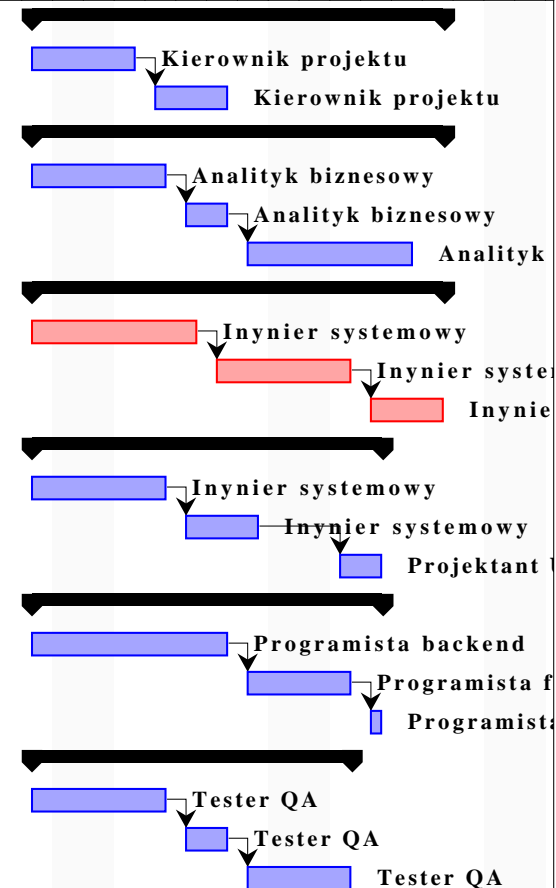 Kierownik projektu
Kierownik projektu
Analityk biznesowy
Analityk biznesowy
Analityk
Inynier systemowy
Inynier
Inynier systemowy
Inynier systemowy
Projektant
Programista backend
Programista
Programista
Tester QA
Tester QA
Tester QA